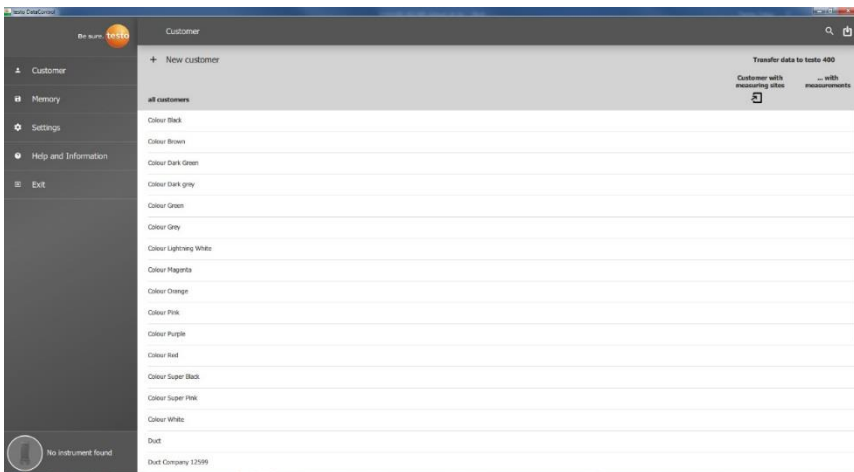 testo DataControl
Be sure. testo
Customer
Customer
Memory
Settings
Help and Information
Exit
No instrument found
+ New customer
Transfer data to testo 400
Customer with
measuring sites
... with
measurements
all customers
Colour Black
Colour Brown
Colour Dark Green
Colour Dark grey
Colour Green
Colour Grey
Colour Lightning White
Colour Magenta
Colour Orange
Colour Pink
Colour Purple
Colour Red
Colour Super Black
Colour Super Pink
Colour White
Duct
Duct Company 12599